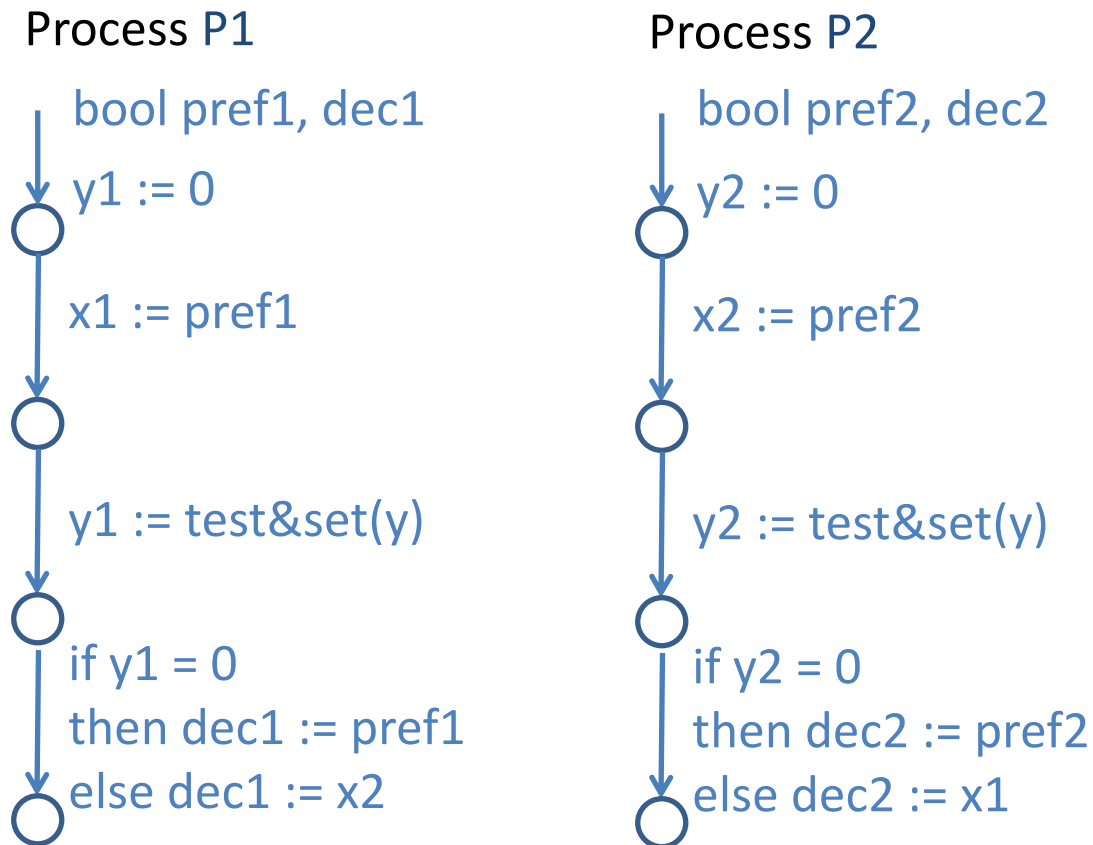 Process P1
bool pref1, dec1
y1 := 0
x1 := pref1
y1 := test&set(y)
if y1 = 0
then dec1 := pref1
else dec1 := x2
Process P2
bool pref2, dec2
y2 := 0
x2 := pref2
y2 := test&set(y)
if y2 = 0
then dec2 := pref2
else dec2 := x1